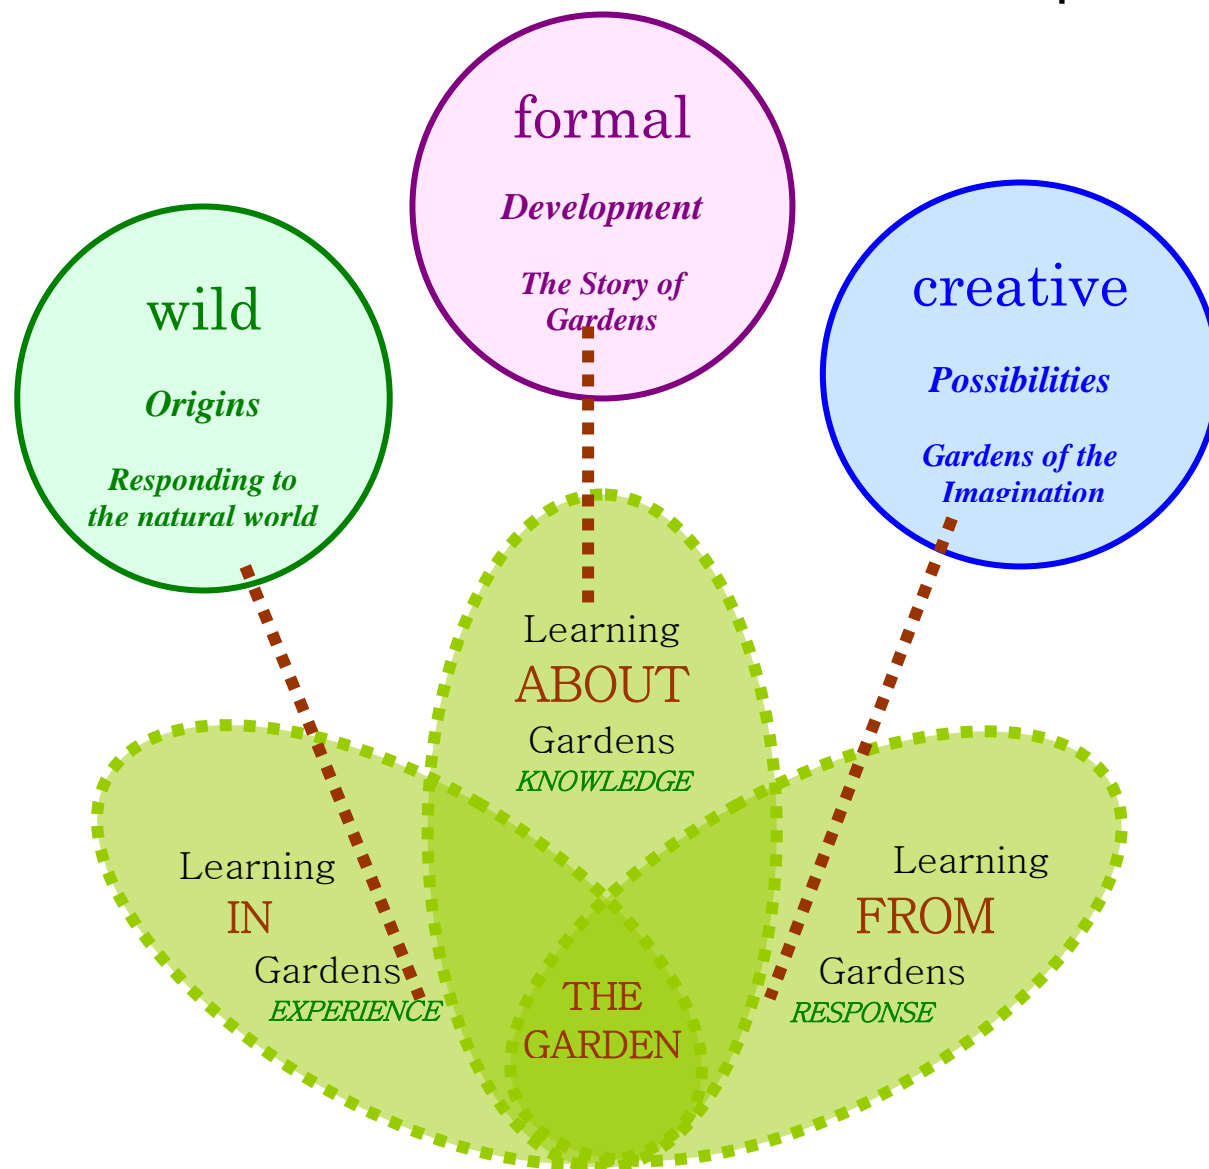 formal
Development
The Story of
Gardens
wild
Origins
Responding to
the natural world
creative
Possibilities
Gardens of the
Imagination
Learning
ABOUT
Gardens
KNOWLEDGE
Learning
IN
Gardens
EXPERIENCE
Learning
FROM
Gardens
RESPONSE
THE
GARDEN